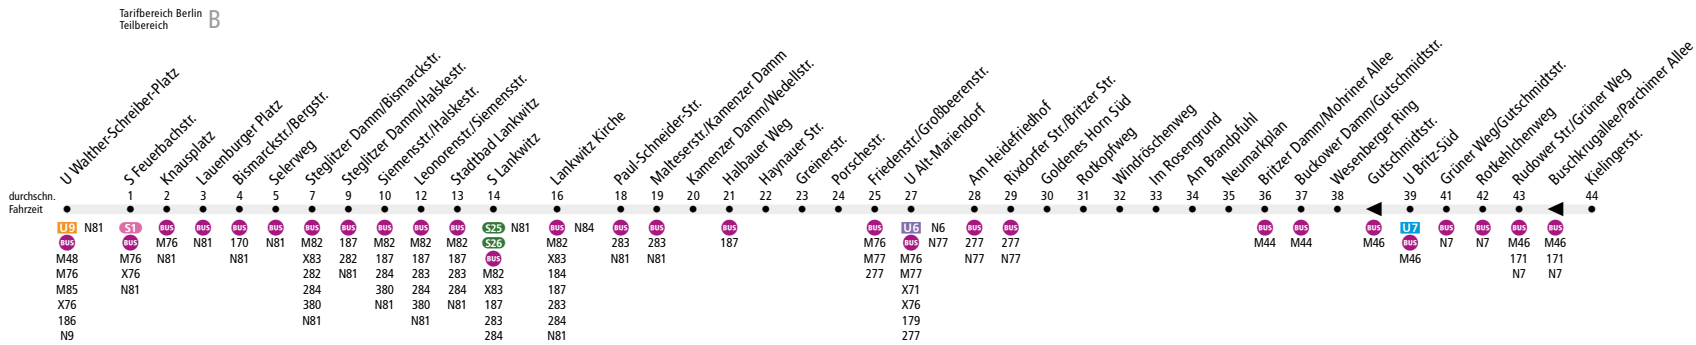 Tarifbereich Berlin
Teilbereich
B
U Walther-Schreiber-Platz
S Feuerbachstr.
Knausplatz
Lauenburger Platz
Bismarckstr./Bergstr.
Selerweg
Steglitzer Damm/Bismarckstr.
Steglitzer Damm/Halskestr.
Siemensstr./Halskestr.
Leonorenstr./Siemensstr.
Stadtbad Lankwitz
S Lankwitz
Lankwitz Kirche
Paul-Schneider-Str.
Malteserstr./Kamenzer Damm
Kamenzer Damm/Wedellstr.
Halbauer Weg
Haynauer Str.
Greinerstr.
Porschestr.
Friedenstr./Großbeerenstr.
U Alt-Mariendorf
Am Heidefriedhof
Rixdorfer Str./Britzer Str.
Goldenes Horn Süd
Rotkopfweg
Windröschenweg
Im Rosengrund
Am Brandpfuhl
Neumarkplan
Britzer Damm/Mohriner Allee
Buckower Damm/Gutschmidtstr.
Wesenberger Ring
Gutschmidtstr.
U Britz-Süd
Grüner Weg/Gutschmidtstr.
Rotkehlchenweg
Rudower Str./Grüner Weg
Buschkrugallee/Parchimer Allee
Kielingerstr.
durchschn. 1 2 3 4 5 7 9 10 12 13 14 16 18 19 20 21 22 23 24 25 27 28 29 30 31 32 33 34 35 36 37 38 39 41 42 43 44
Fahrzeit
U9 N81 S1 BUS BUS BUS BUS BUS BUS BUS BUS BUS S25 N81 BUS N84 BUS BUS BUS BUS U6 N6 BUS BUS BUS BUS BUS U7 BUS BUS BUS BUS
BUS BUS M76 N81 170 N81 M82 187 M82 M82 M82 S26 M82 283 283 187 M76 BUS N77 277 277 M44 M44 M46 BUS N7 N7 M46 M46
M48 M76 N81 N81 X83 282 187 187 187 BUS X83 N81 N81 M77 M76 N77 N77 M46 171 171
M76 X76 282 N81 284 283 283 M82 184 277 M77 N7 N7
M85 N81 284 380 284 284 X83 187 X71
X76 380 N81 380 N81 187 283 X76
186 N81 N81 283 284 179
N9 284 N81 277